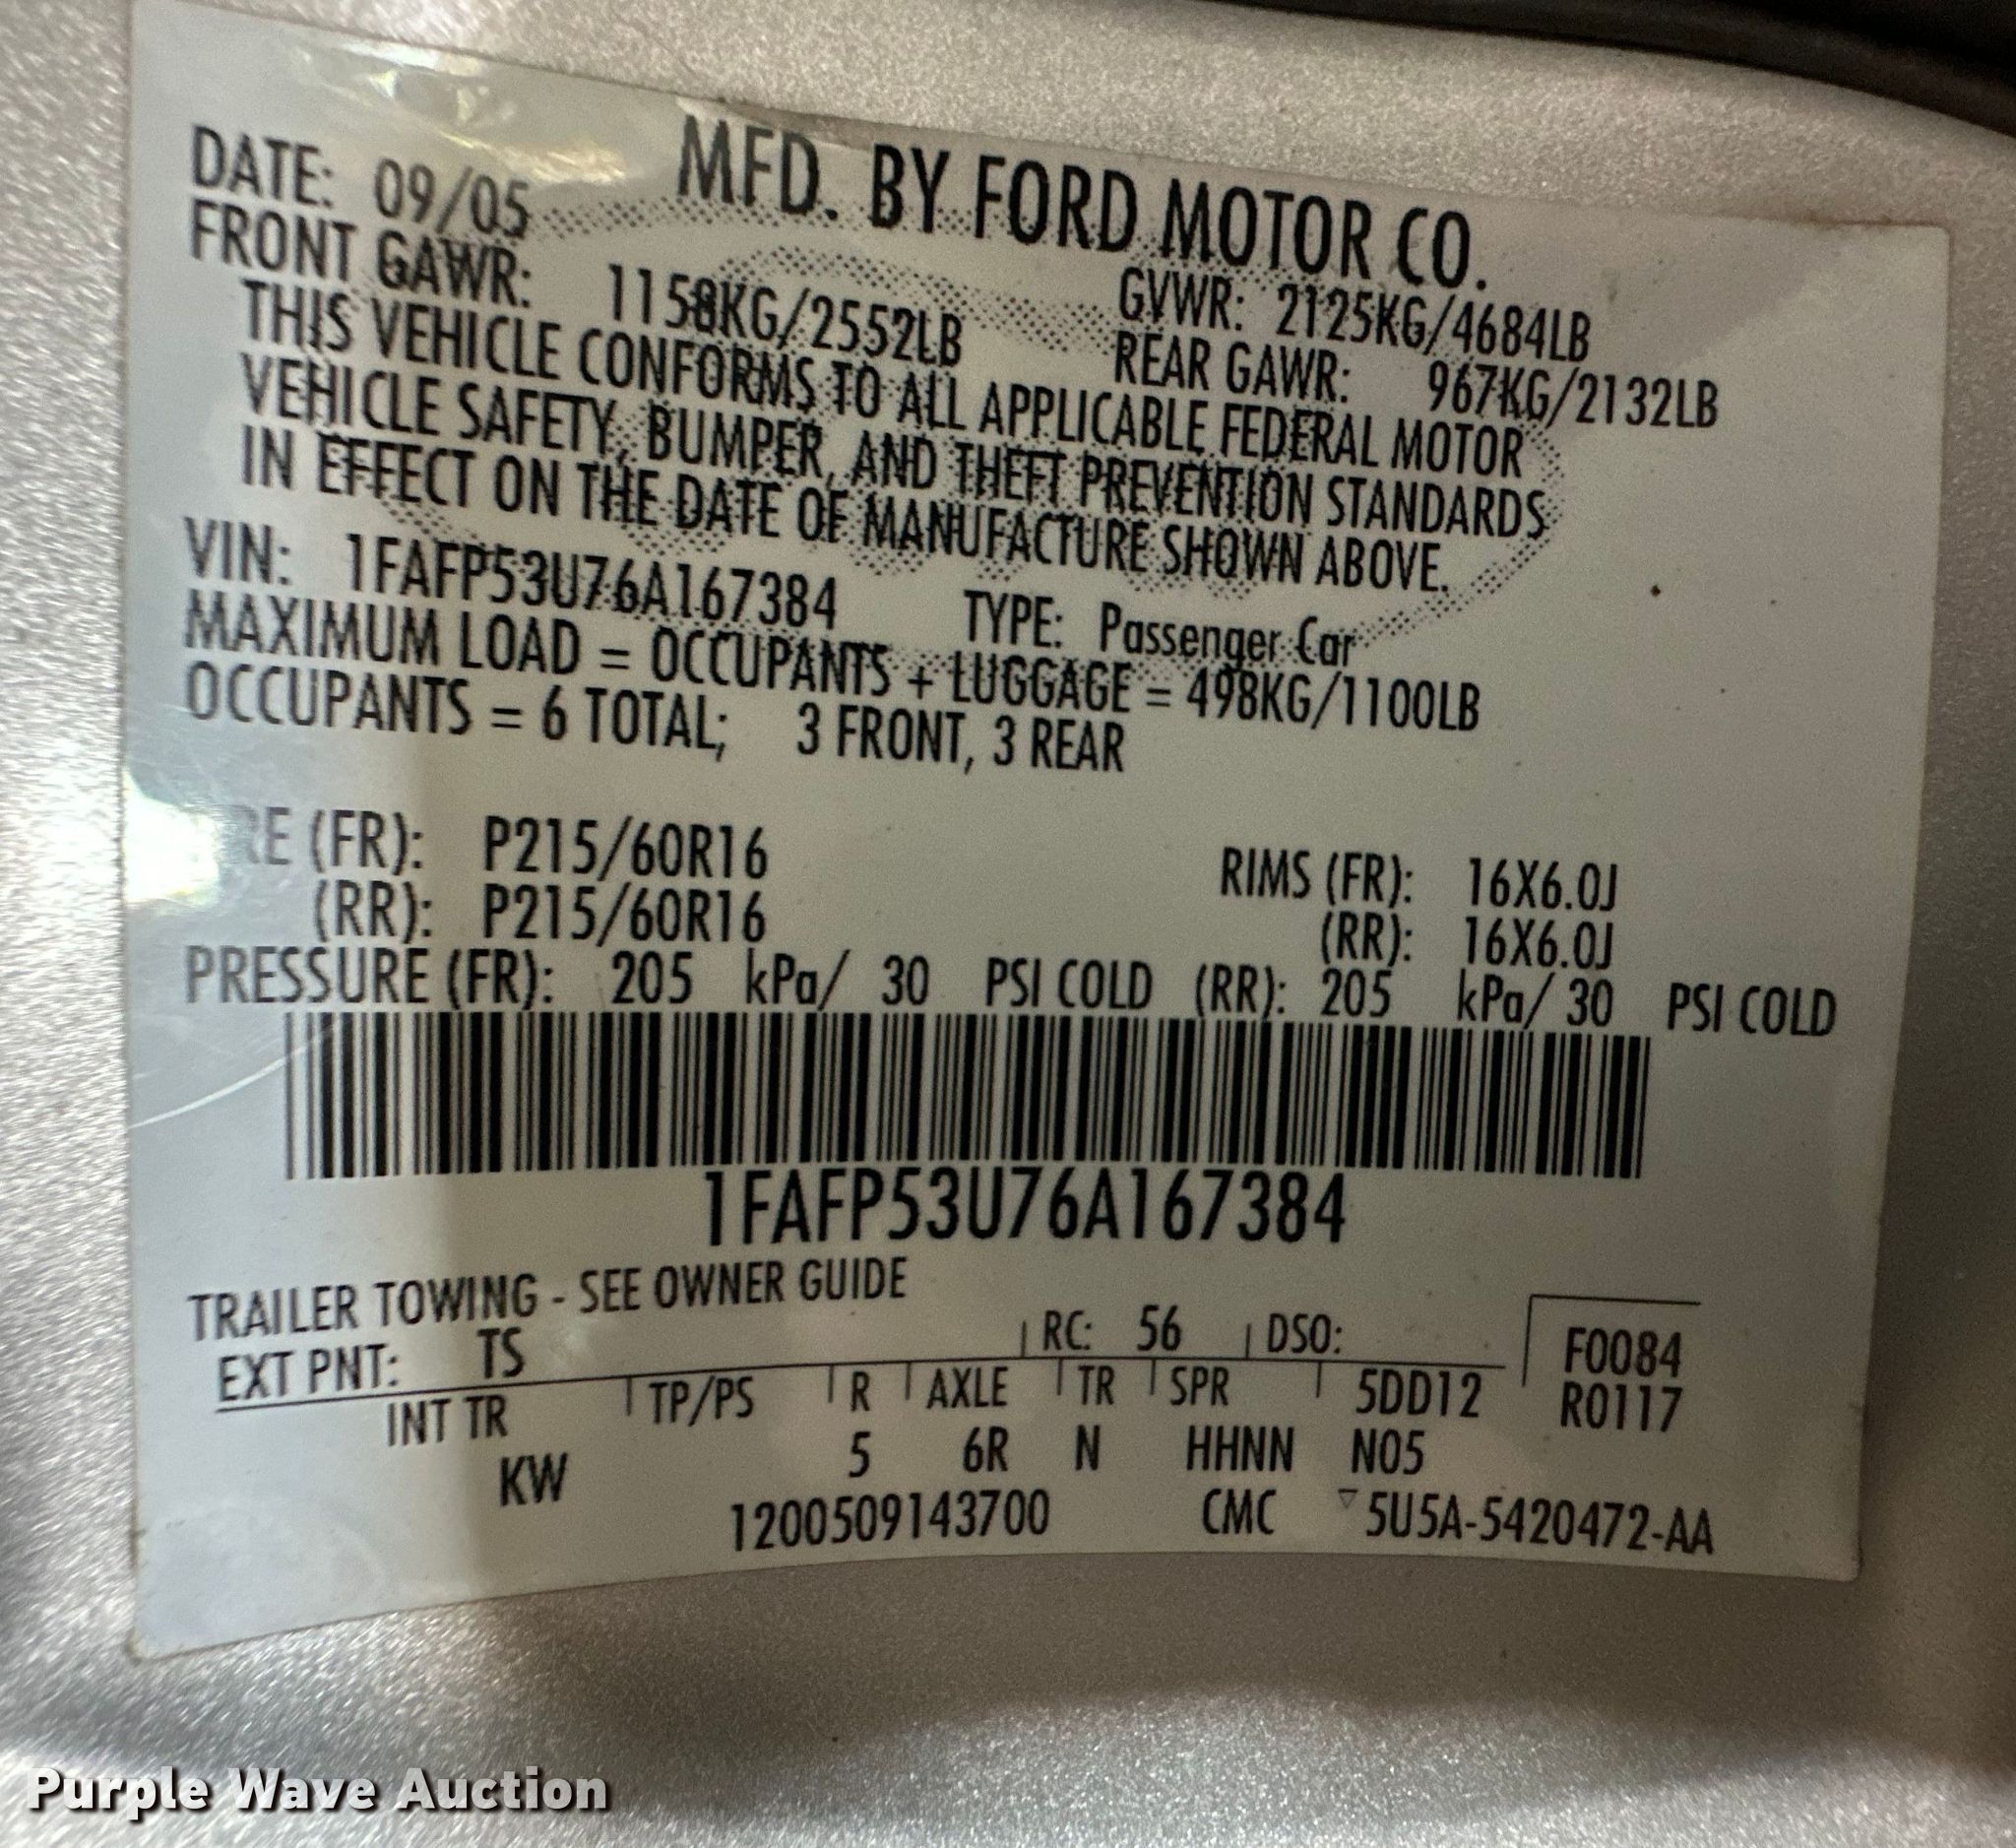 MFD. BY FORD MOTOR CO.
DATE: 09/05 GVWR: 2125KG/4684LB
FRONT GAWR: 1158KG/2552LB REAR GAWR: 967KG/2132LB
THIS VEHICLE CONFORMS TO ALL APPLICABLE FEDERAL MOTOR
VEHICLE SAFETY, BUMPER, AND THEFT PREVENTION STANDARDS
IN EFFECT ON THE DATE OF MANUFACTURE SHOWN ABOVE.
VIN: 1FAFP53U76A167384 TYPE: Passenger Car
MAXIMUM LOAD = OCCUPANTS + LUGGAGE = 498KG/1100LB
OCCUPANTS = 6 TOTAL; 3 FRONT, 3 REAR
(FR): P215/60R16 RIMS (FR): 16X6.0J
(RR): P215/60R16 (RR): 16X6.0J
PRESSURE (FR): 205 kPa/ 30 PSI COLD (RR): 205 kPa/ 30 PSI COLD
1FAFP53U76A167384
TRAILER TOWING - SEE OWNER GUIDE
EXT PNT: TS RC: 56 DSO: F0084
INT TR TP/PS R AXLE TR SPR 5DD12 R0117
KW 5 6R N HHNN N05
1200509143700 CMC ▽5U5A-5420472-AA
Purple Wave Auction